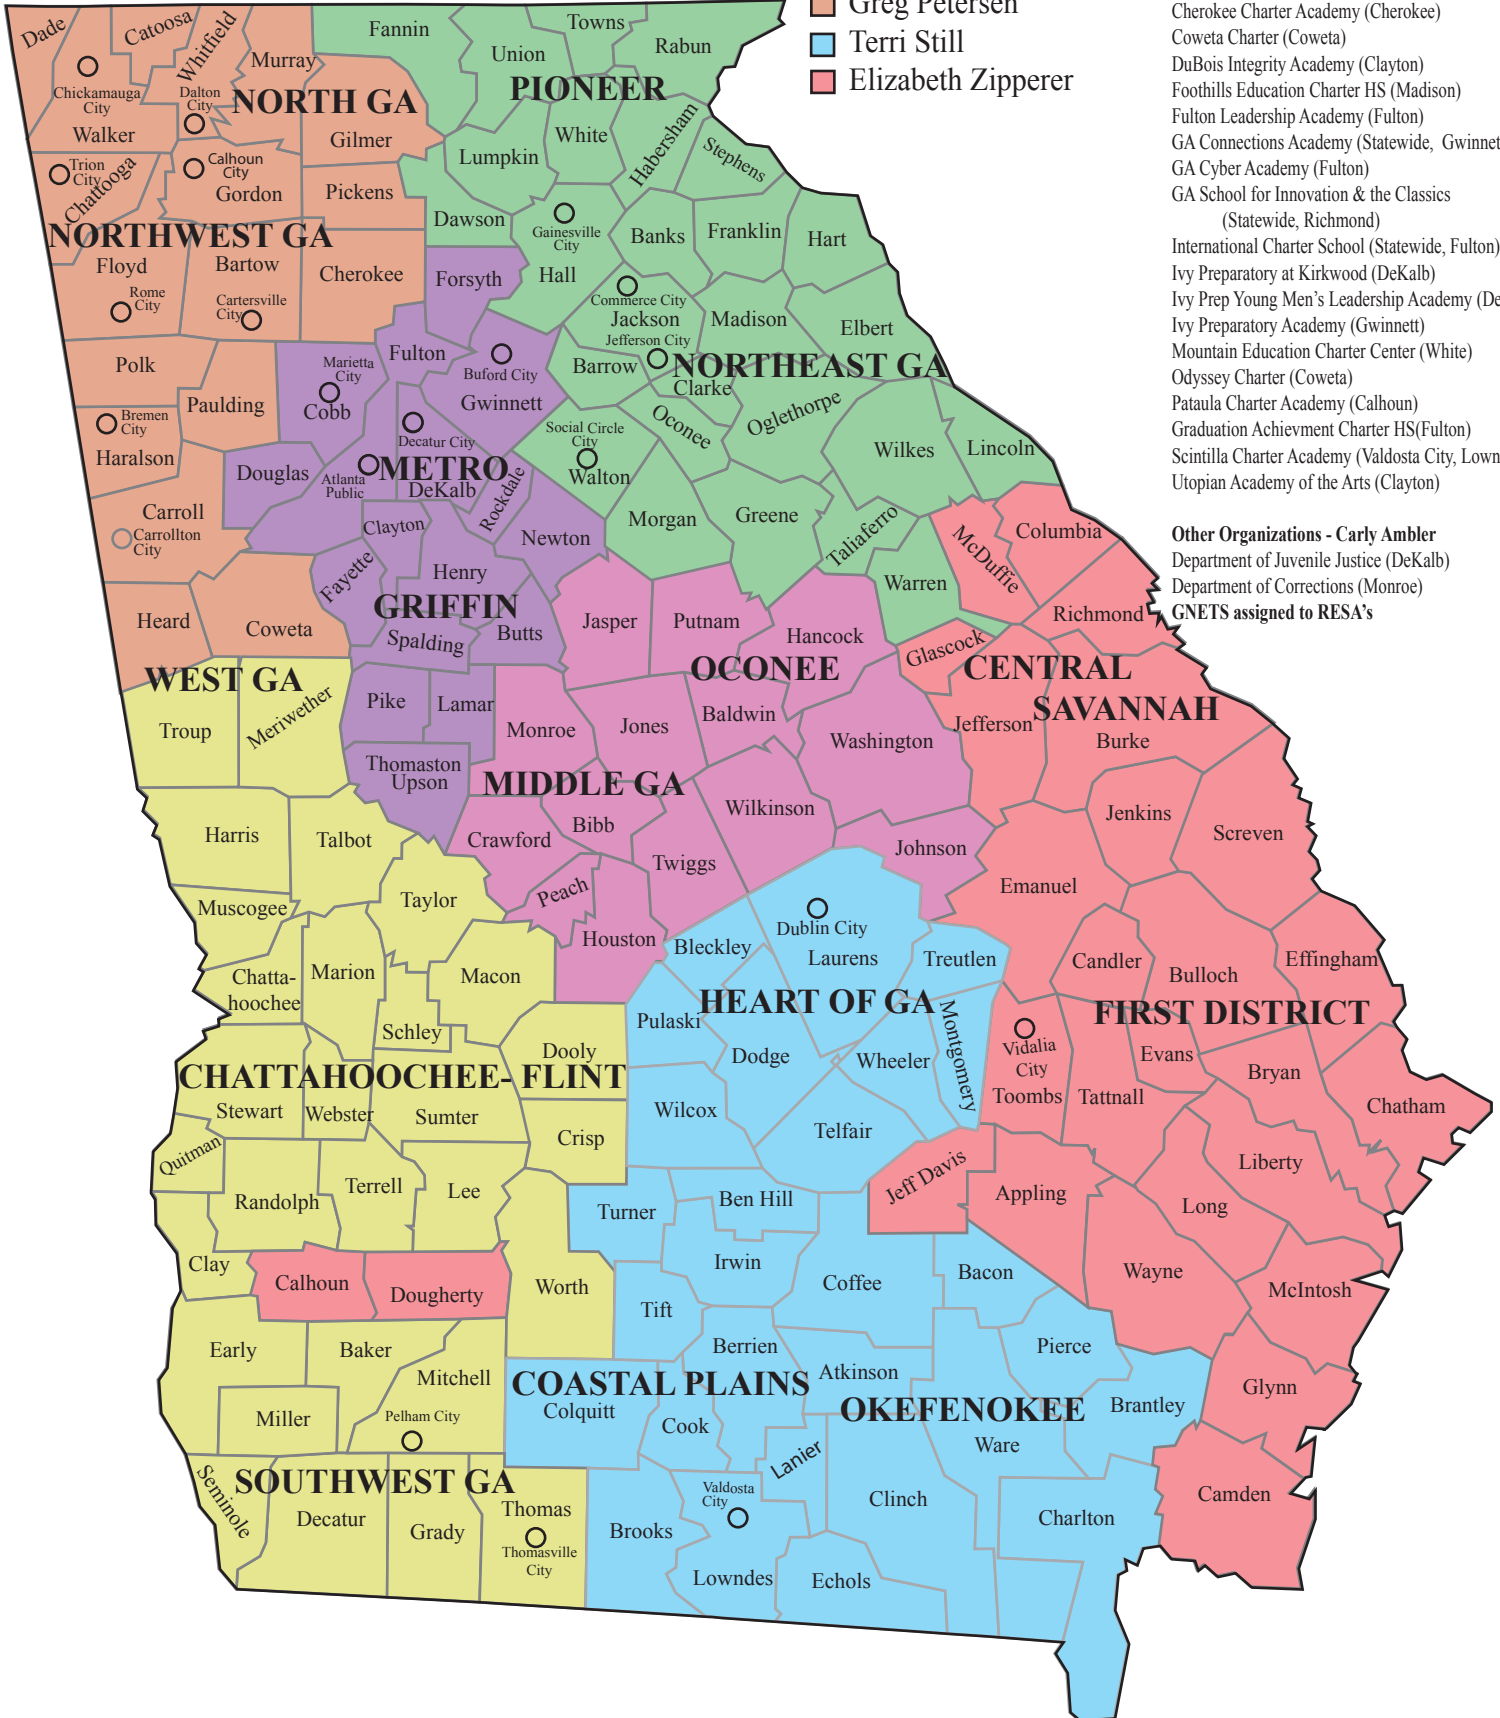 Greg Petersen
Terri Still
Elizabeth Zipperer
Cherokee Charter Academy (Cherokee)
Coweta Charter (Coweta)
DuBois Integrity Academy (Clayton)
Foothills Education Charter HS (Madison)
Fulton Leadership Academy (Fulton)
GA Connections Academy (Statewide, Gwinnet
GA Cyber Academy (Fulton)
GA School for Innovation & the Classics
(Statewide, Richmond)
International Charter School (Statewide, Fulton)
Ivy Preparatory at Kirkwood (DeKalb)
Ivy Prep Young Men's Leadership Academy (De
Ivy Preparatory Academy (Gwinnett)
Mountain Education Charter Center (White)
Odyssey Charter (Coweta)
Pataula Charter Academy (Calhoun)
Graduation Achievment Charter HS(Fulton)
Scintilla Charter Academy (Valdosta City, Lown
Utopian Academy of the Arts (Clayton)
Other Organizations - Carly Ambler
Department of Juvenile Justice (DeKalb)
Department of Corrections (Monroe)
GNETS assigned to RESA's
Dade
Catoosa
Whitfield
Murray
Fannin
Union
Towns
Rabun
Chickamauga
City
Dalton
City
NORTH GA
PIONEER
Walker
Gilmer
Lumpkin
White
Habersham
Stephens
Trion
City
Chattooga
Calhoun
City
Gordon
Pickens
Dawson
Gainesville
City
Banks
Franklin
Hart
NORTHWEST GA
Floyd
Bartow
Cherokee
Forsyth
Hall
Rome
City
Cartersville
City
Commerce City
Jackson
Jefferson City
Madison
Elbert
Polk
Paulding
Marietta
City
Cobb
Fulton
Buford City
Gwinnett
Barrow
NORTHEAST GA
Clarke
Oconee
Oglethorpe
Wilkes
Lincoln
Bremen
City
Haralson
Decatur City
Social Circle
City
Walton
Douglas
Atlanta
Public
METRO
DeKalb
Rockdale
Carroll
Carrollton
City
Clayton
Newton
Morgan
Greene
Taliaferro
McDuffie
Columbia
Fayette
Henry
GRIFFIN
Warren
Richmond
Heard
Coweta
Spalding
Butts
Jasper
Putnam
Hancock
Glascock
WEST GA
OCONEE
CENTRAL
SAVANNAH
Troup
Meriwether
Pike
Lamar
Monroe
Jones
Baldwin
Washington
Jefferson
Burke
Thomaston
Upson
MIDDLE GA
Wilkinson
Jenkins
Screven
Harris
Talbot
Crawford
Bibb
Twiggs
Johnson
Emanuel
Muscogee
Taylor
Peach
Houston
Bleckley
Dublin City
Laurens
Treutlen
Candler
Bulloch
Effingham
Chatta-
hoochee
Marion
Macon
Schley
HEART OF GA
FIRST DISTRICT
Pulaski
Montgomery
Dooly
Dodge
Wheeler
Vidalia
City
Toombs
Evans
Bryan
CHATTAHOOCHEE- FLINT
Stewart
Webster
Sumter
Crisp
Wilcox
Telfair
Tattnall
Chatham
Quitman
Randolph
Terrell
Lee
Turner
Ben Hill
Jeff Davis
Appling
Long
Liberty
Clay
Calhoun
Dougherty
Worth
Irwin
Tift
Coffee
Bacon
Wayne
McIntosh
Early
Baker
Mitchell
Berrien
Atkinson
Pierce
COASTAL PLAINS
OKEFENOKEE
Brantley
Glynn
Miller
Pelham City
Colquitt
Cook
Lanier
Ware
SOUTHWEST GA
Seminole
Decatur
Grady
Thomas
Thomasville
City
Brooks
Valdosta
City
Lowndes
Echols
Clinch
Charlton
Camden